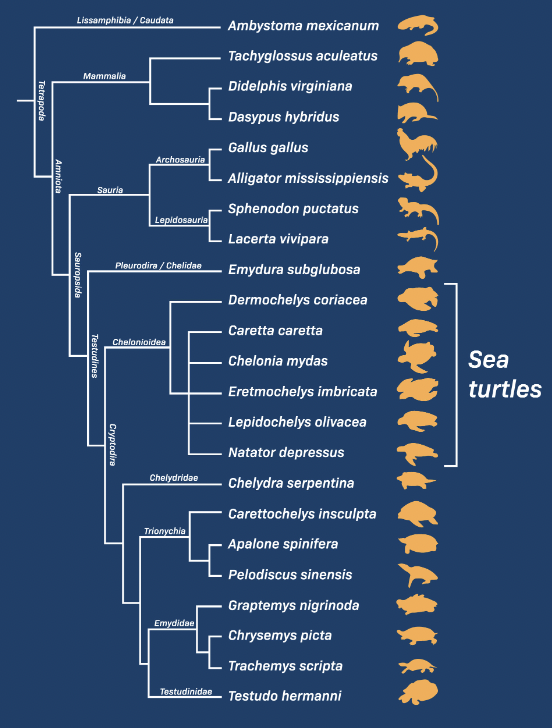 Lissamphibia / Caudata
Ambystoma mexicanum
Tetrapoda
Tachyglossus aculeatus
Mammalia
Didelphis virginiana
Dasypus hybridus
Amniota
Gallus gallus
Archosauria
Alligator mississippiensis
Sauria
Sphenodon puctatus
Lepidosauria
Lacerta vivipara
Sauropsida
Pleurodira / Chelidae
Emydura subglubosa
Testudines
Dermochelys coriacea
Caretta caretta
Chelonioidea
Chelonia mydas
Sea
turtles
Eretmochelys imbricata
Lepidochelys olivacea
Cryptodira
Natator depressus
Chelydridae
Chelydra serpentina
Carettochelys insculpta
Trionychia
Apalone spinifera
Pelodiscus sinensis
Graptemys nigrinoda
Emydidae
Chrysemys picta
Trachemys scripta
Testudinidae
Testudo hermanni